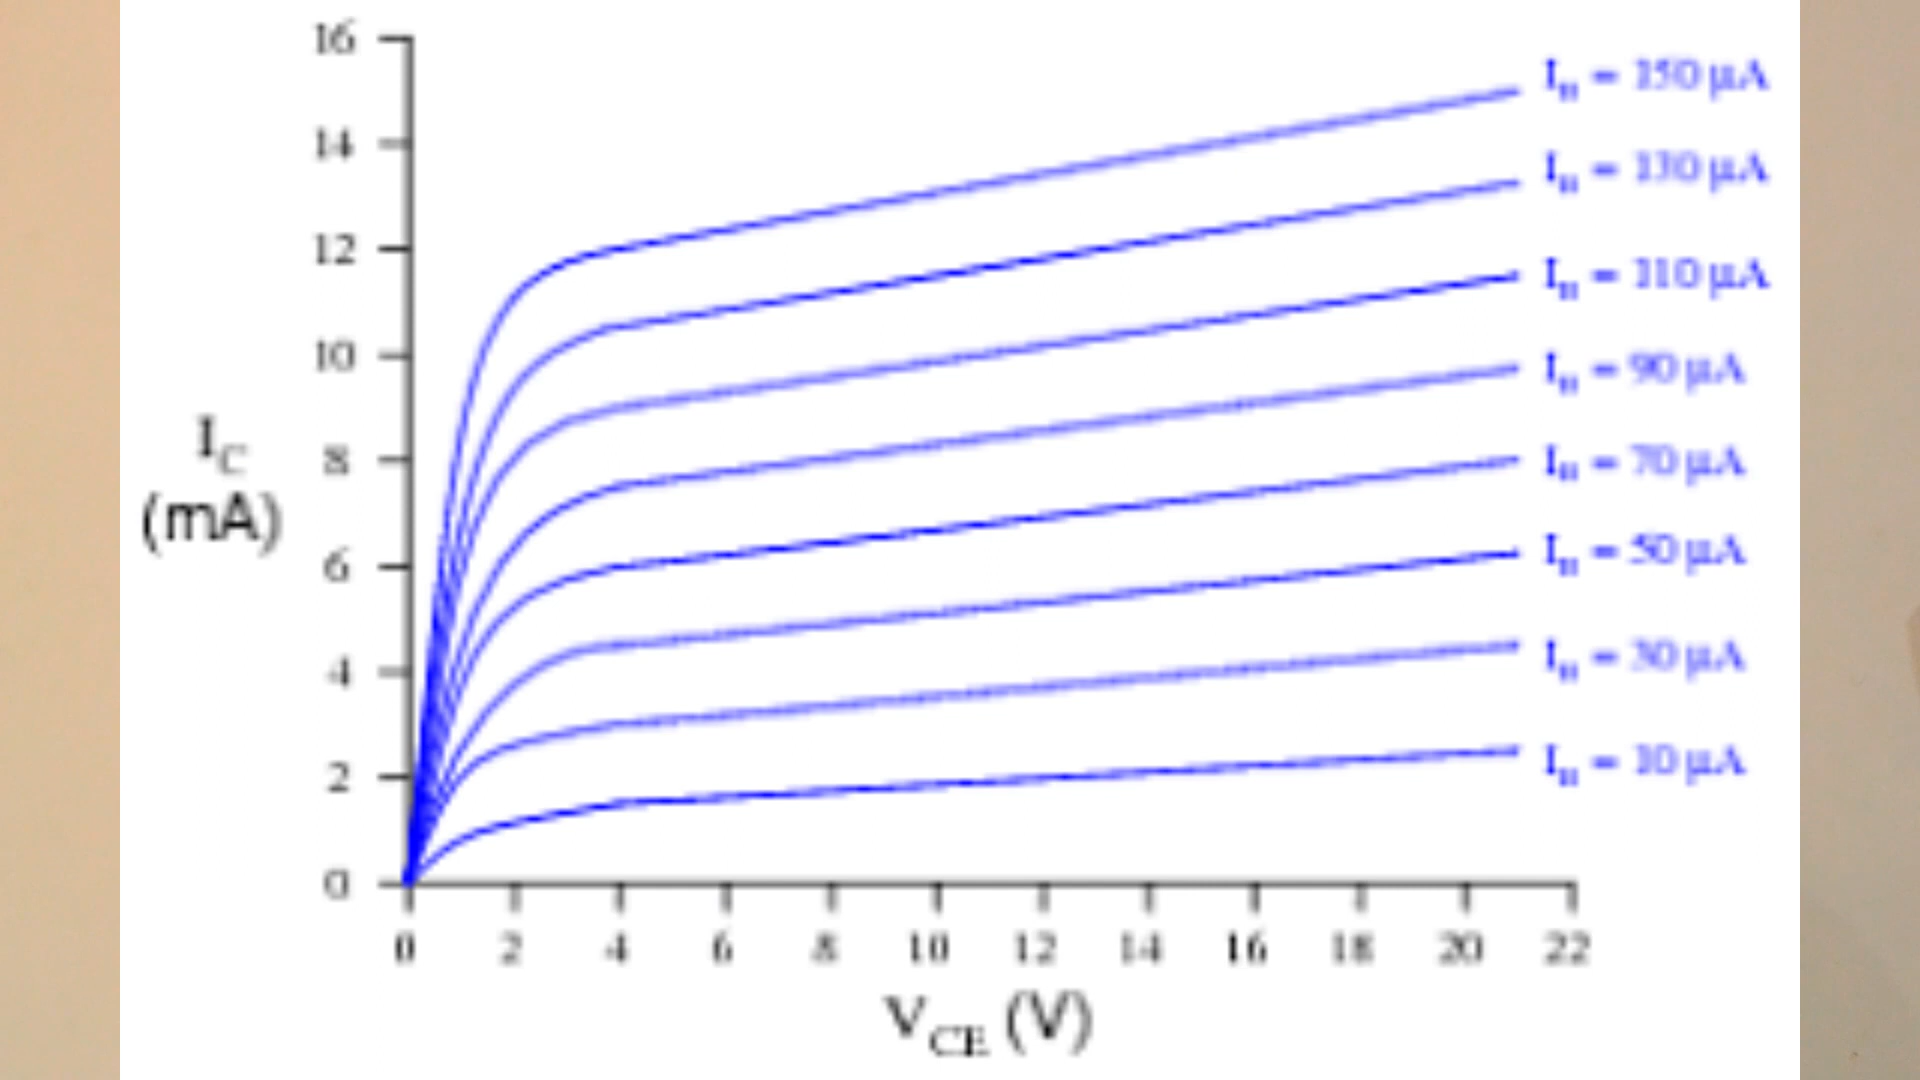 16
I_B = 150 µA
14
I_B = 130 µA
12
I_B = 110 µA
10
I_B = 90 µA
I_C
(mA)
8
I_B = 70 µA
6
I_B = 50 µA
4
I_B = 30 µA
2
I_B = 10 µA
0
0 2 4 6 8 10 12 14 16 18 20 22
V_CE (V)